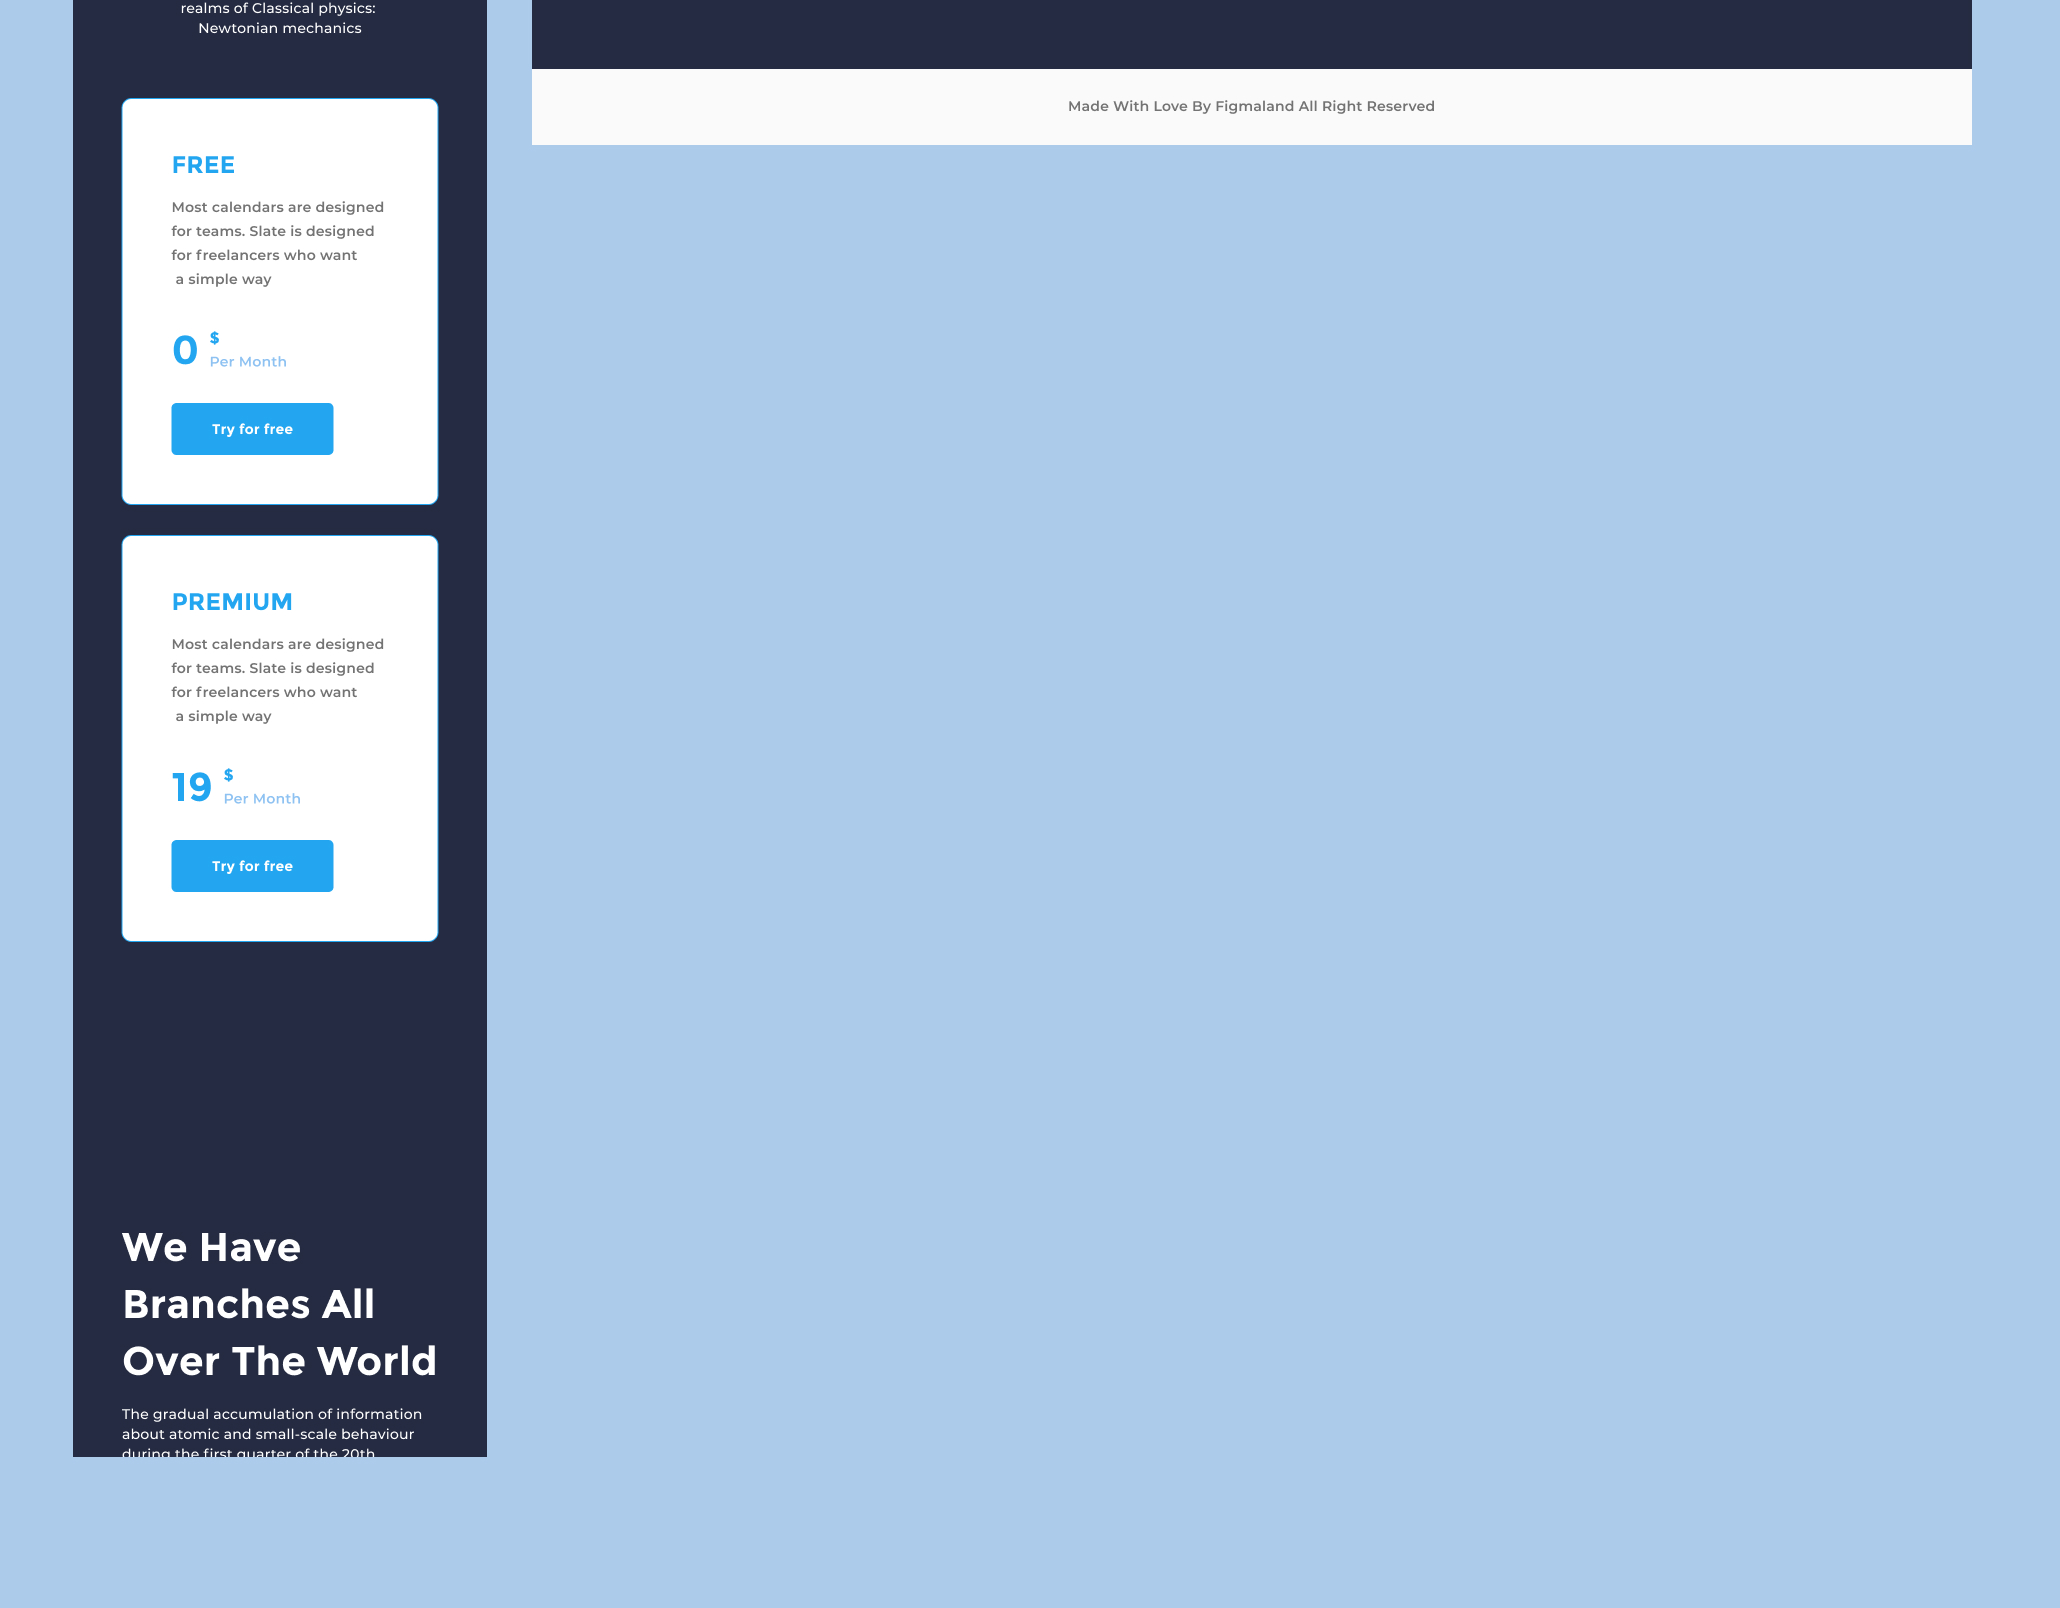 realms of Classical physics:
Newtonian mechanics
FREE
Most calendars are designed
for teams. Slate is designed
for freelancers who want
a simple way
0
$
Per Month
Try for free
PREMIUM
Most calendars are designed
for teams. Slate is designed
for freelancers who want
a simple way
19
$
Per Month
Try for free
We Have
Branches All
Over The World
The gradual accumulation of information
about atomic and small-scale behaviour
during the first quarter of the 20th
Made With Love By Figmaland All Right Reserved